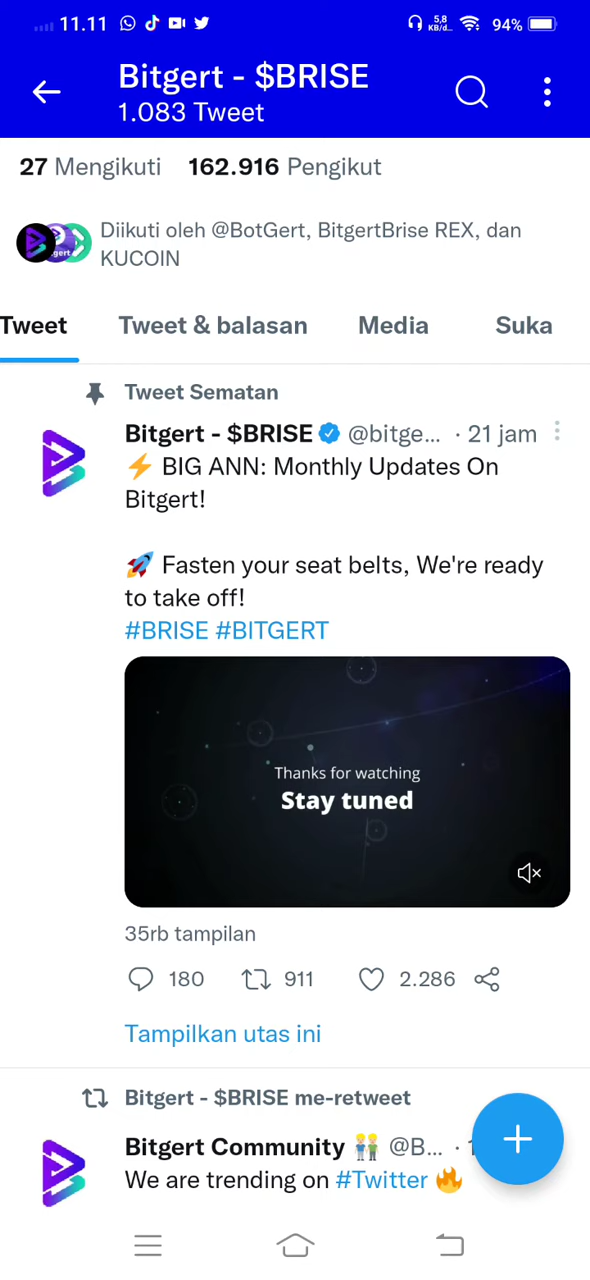 11.11 5,8 KB/d... 94%
Bitgert - $BRISE
1.083 Tweet
27 Mengikuti 162.916 Pengikut
Diikuti oleh @BotGert, BitgertBrise REX, dan
KUCOIN
Tweet Tweet & balasan Media Suka
Tweet Sematan
Bitgert - $BRISE @bitge... · 21 jam
⚡ BIG ANN: Monthly Updates On
Bitgert!
🚀 Fasten your seat belts, We're ready
to take off!
#BRISE #BITGERT
Thanks for watching
Stay tuned
35rb tampilan
180 911 2.286
Tampilkan utas ini
Bitgert - $BRISE me-retweet
Bitgert Community 👬 @B... ·
We are trending on #Twitter 🔥